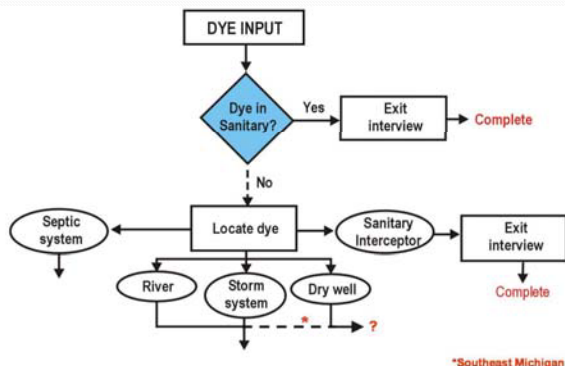 DYE INPUT
Dye in
Sanitary?
Yes
Exit
interview
Complete
No
Septic
system
Locate dye
Sanitary
Interceptor
Exit
interview
River
Storm
system
Dry well
Complete
*
?
*Southeast Michigan